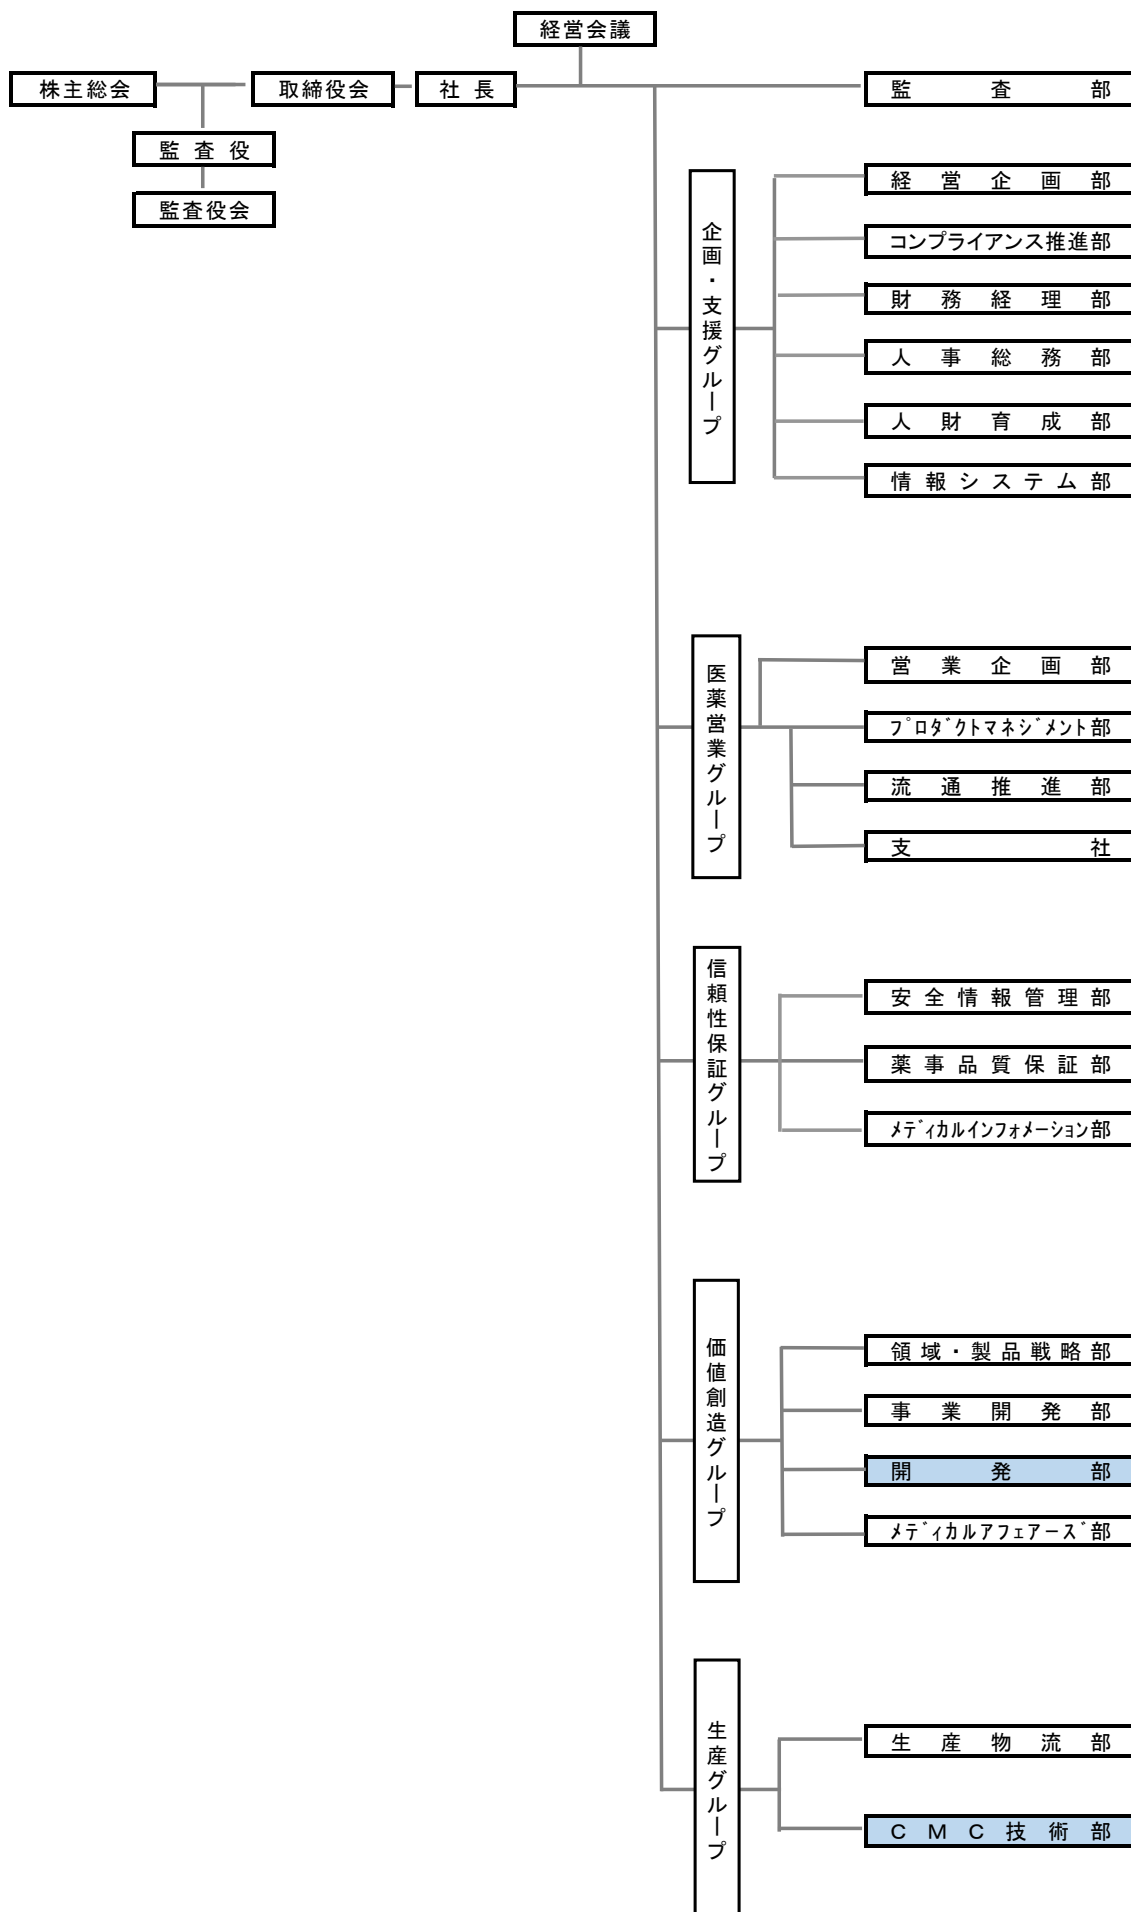 経営会議
株主総会
取締役会
社長
監査部
監査役
監査役会
企画・支援グループ
経営企画部
コンプライアンス推進部
財務経理部
人事総務部
人財育成部
情報システム部
医薬営業グループ
営業企画部
プロダクトマネジメント部
流通推進部
支社
信頼性保証グループ
安全情報管理部
薬事品質保証部
メディカルインフォメーション部
価値創造グループ
領域・製品戦略部
事業開発部
開発部
メディカルアフェアーズ部
生産グループ
生産物流部
CMC技術部